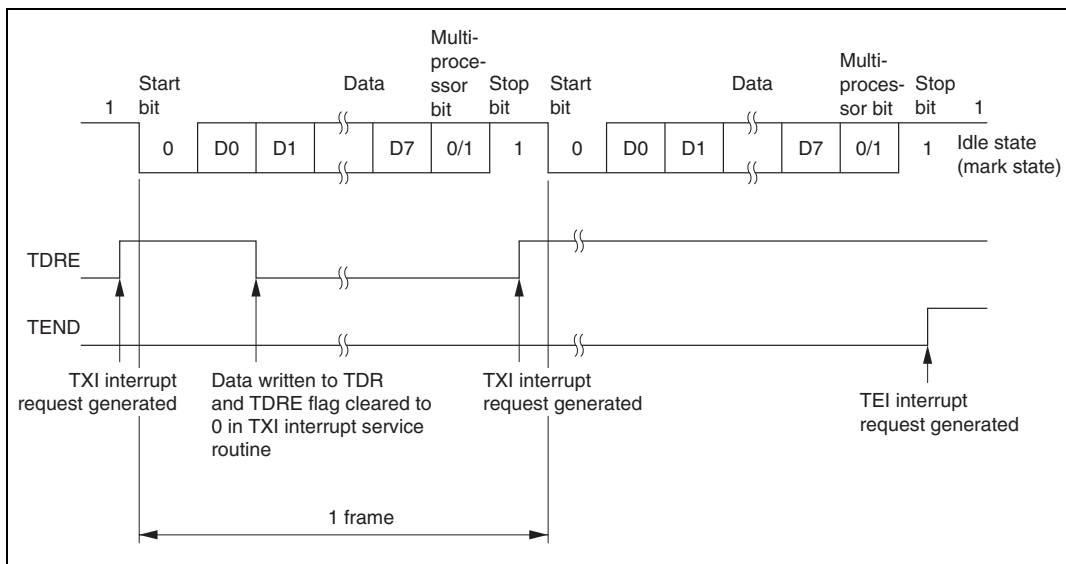 Multi-
proce-
ssor
bit
Start
bit
Data
Stop
bit
Start
bit
Data
Multi-
proces-
sor bit
Stop
bit
1
1
0
D0
D1
D7
0/1
1
0
D0
D1
D7
0/1
1
Idle state
(mark state)
TDRE
TEND
TXI interrupt
request generated
Data written to TDR
and TDRE flag cleared to
0 in TXI interrupt service
routine
TXI interrupt
request generated
TEI interrupt
request generated
1 frame